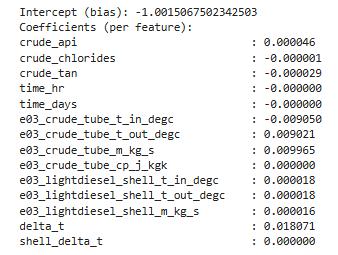 Intercept (bias): -1.0015067502342503
Coefficients (per feature):
crude_api : 0.000046
crude_chlorides : -0.000001
crude_tan : -0.000029
time_hr : -0.000000
time_days : -0.000000
e03_crude_tube_t_in_degc : -0.009050
e03_crude_tube_t_out_degc : 0.009021
e03_crude_tube_m_kg_s : 0.009965
e03_crude_tube_cp_j_kgk : 0.000000
e03_lightdiesel_shell_t_in_degc : 0.000018
e03_lightdiesel_shell_t_out_degc : 0.000018
e03_lightdiesel_shell_m_kg_s : 0.000016
delta_t : 0.018071
shell_delta_t : 0.000000